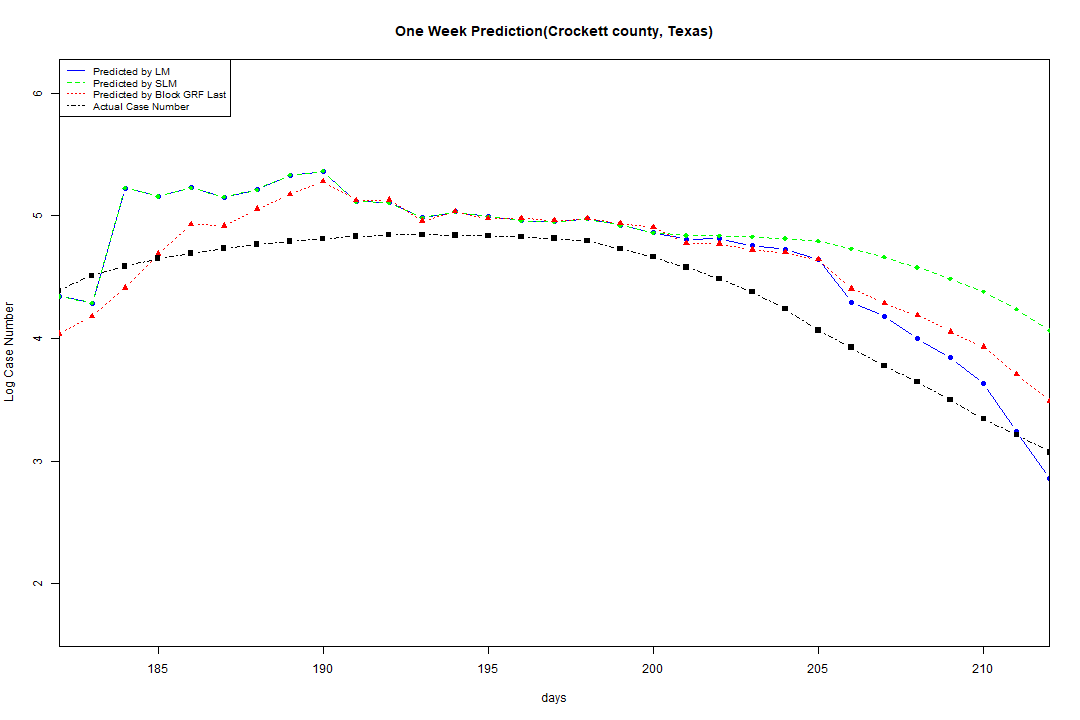 One Week Prediction(Crockett county, Texas)
Predicted by LM
Predicted by SLM
Predicted by Block GRF Last
Actual Case Number
6
5
4
3
2
Log Case Number
185 190 195 200 205 210
days